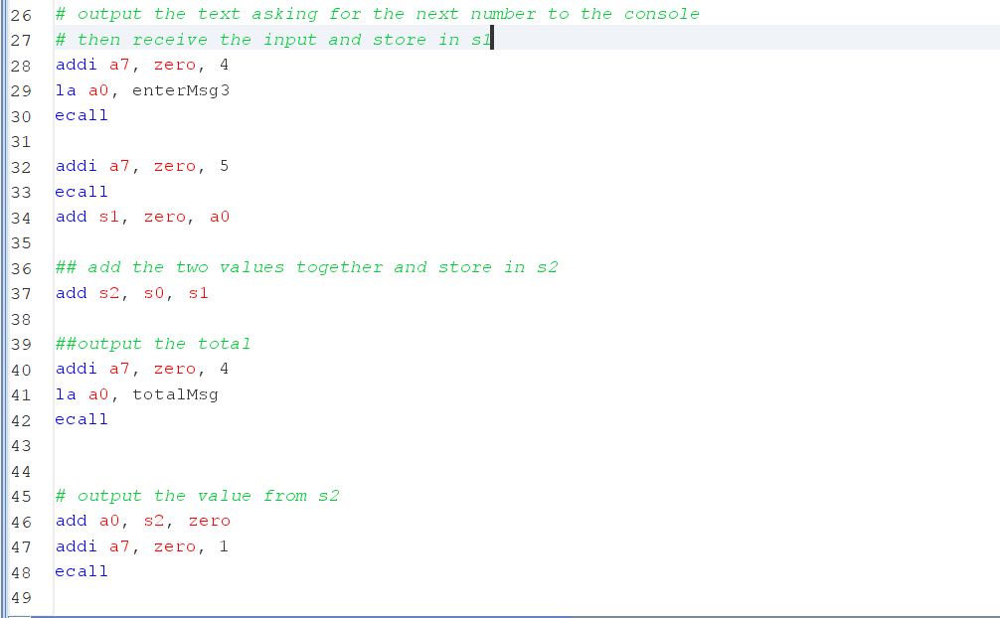 26 # output the text asking for the next number to the console
27 # then receive the input and store in s1
28 addi a7, zero, 4
29 la a0, enterMsg3
30 ecall
31
32 addi a7, zero, 5
33 ecall
34 add s1, zero, a0
35
36 ## add the two values together and store in s2
37 add s2, s0, s1
38
39 ##output the total
40 addi a7, zero, 4
41 la a0, totalMsg
42 ecall
43
44
45 # output the value from s2
46 add a0, s2, zero
47 addi a7, zero, 1
48 ecall
49